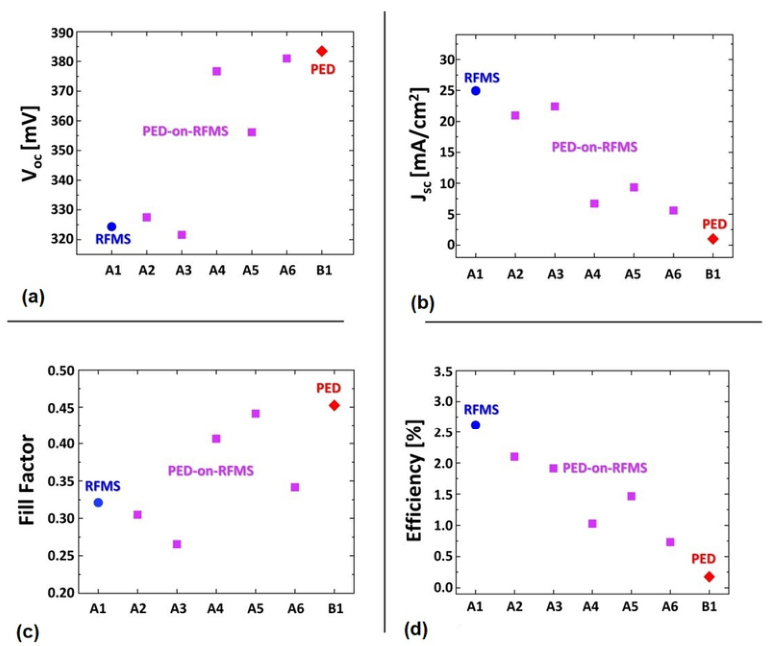 390
380
370
360
350
340
330
320
V_oc [mV]
PED
PED-on-RFMS
RFMS
A1 A2 A3 A4 A5 A6 B1
(a)
30
25
20
15
10
5
0
J_sc [mA/cm²]
RFMS
PED-on-RFMS
PED
A1 A2 A3 A4 A5 A6 B1
(b)
0.50
0.45
0.40
0.35
0.30
0.25
0.20
Fill Factor
PED
PED-on-RFMS
RFMS
A1 A2 A3 A4 A5 A6 B1
(c)
3.5
3.0
2.5
2.0
1.5
1.0
0.5
0.0
Efficiency [%]
RFMS
PED-on-RFMS
PED
A1 A2 A3 A4 A5 A6 B1
(d)